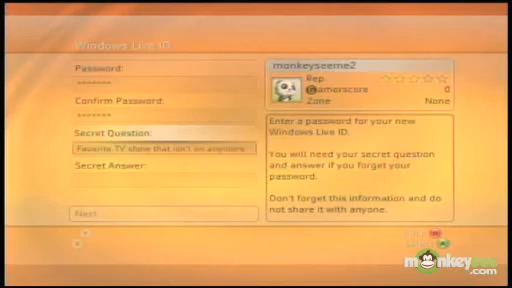 Windows Live ID
Password:
********
Confirm Password:
********
Secret Question:
Favorite TV show that isn't on anymore
Secret Answer:
Next
monkeyseeme2
Rep
Gamerscore 0
Zone None
Enter a password for your new
Windows Live ID.
You will need your secret question
and answer if you forget your
password.
Don't forget this information and do
not share it with anyone.
Select
monkeysee
.com